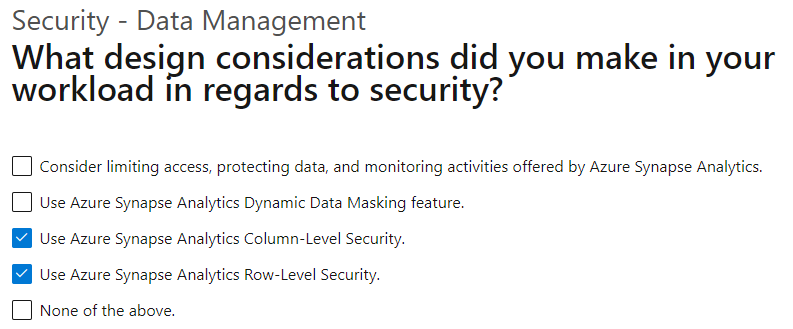 Security - Data Management
What design considerations did you make in your
workload in regards to security?
Consider limiting access, protecting data, and monitoring activities offered by Azure Synapse Analytics.
Use Azure Synapse Analytics Dynamic Data Masking feature.
Use Azure Synapse Analytics Column-Level Security.
Use Azure Synapse Analytics Row-Level Security.
None of the above.